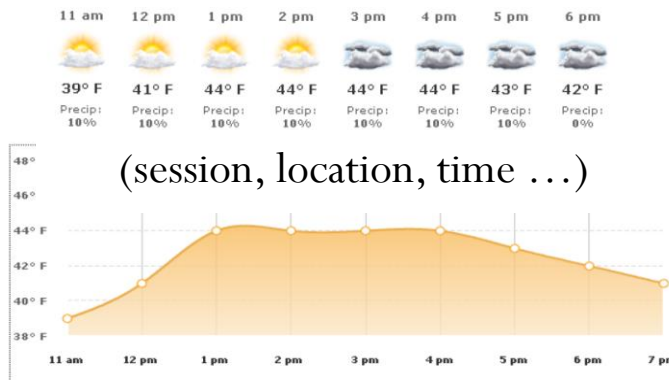 11 am 12 pm 1 pm 2 pm 3 pm 4 pm 5 pm 6 pm
39° F 41° F 44° F 44° F 44° F 44° F 43° F 42° F
Precip: Precip: Precip: Precip: Precip: Precip: Precip: Precip:
10% 10% 10% 10% 10% 10% 10% 0%
48°
(session, location, time …)
46°
44° F
42° F
40° F
38° F
11 am 12 pm 1 pm 2 pm 3 pm 4 pm 5 pm 6 pm 7 p